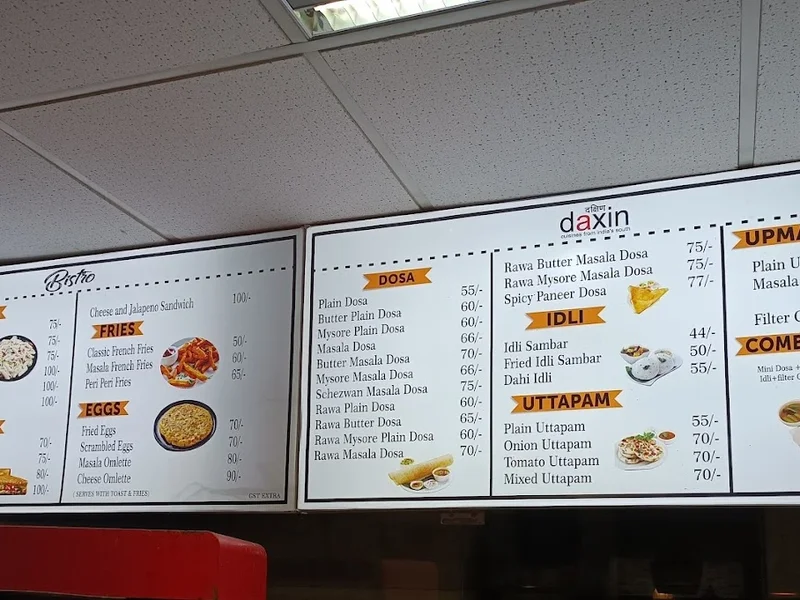 Bistro
75/-
75/-
75/-
100/-
100/-
100/-
70/-
75/-
80/-
100/-
Cheese and Jalapeno Sandwich 100/-
FRIES
Classic French Fries 50/-
Masala French Fries 60/-
Peri Peri Fries 65/-
EGGS
Fried Eggs 70/-
Scrambled Eggs 70/-
Masala Omlette 80/-
Cheese Omlette 90/-
( SERVES WITH TOAST & FRIES)
GST EXTRA
दक्षिण
daxin
cuisines from india's south
DOSA
Plain Dosa 55/-
Butter Plain Dosa 60/-
Mysore Plain Dosa 60/-
Masala Dosa 66/-
Butter Masala Dosa 70/-
Mysore Masala Dosa 66/-
Schezwan Masala Dosa 75/-
Rawa Plain Dosa 60/-
Rawa Butter Dosa 65/-
Rawa Mysore Plain Dosa 60/-
Rawa Masala Dosa 70/-
Rawa Butter Masala Dosa 75/-
Rawa Mysore Masala Dosa 75/-
Spicy Paneer Dosa 77/-
IDLI
Idli Sambar 44/-
Fried Idli Sambar 50/-
Dahi Idli 55/-
UTTAPAM
Plain Uttapam 55/-
Onion Uttapam 70/-
Tomato Uttapam 70/-
Mixed Uttapam 70/-
UPMA
Plain U
Masala
Filter C
COMB
Mini Dosa +
Idli+filter C